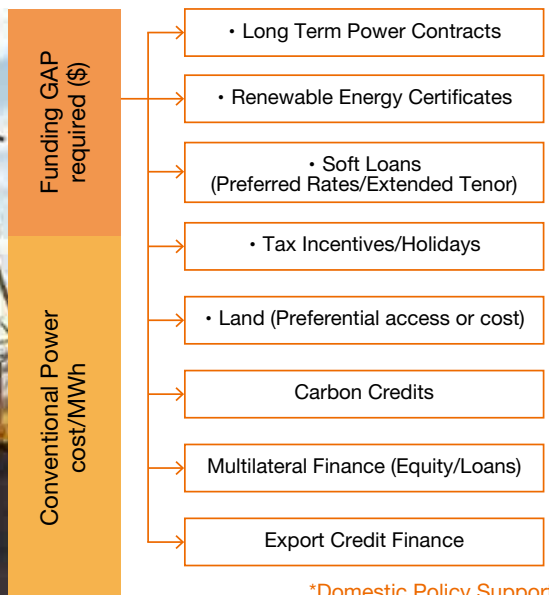 Funding GAP
required ($)
Conventional Power
cost/MWh
• Long Term Power Contracts
• Renewable Energy Certificates
• Soft Loans
(Preferred Rates/Extended Tenor)
• Tax Incentives/Holidays
• Land (Preferential access or cost)
Carbon Credits
Multilateral Finance (Equity/Loans)
Export Credit Finance
*Domestic Policy Support